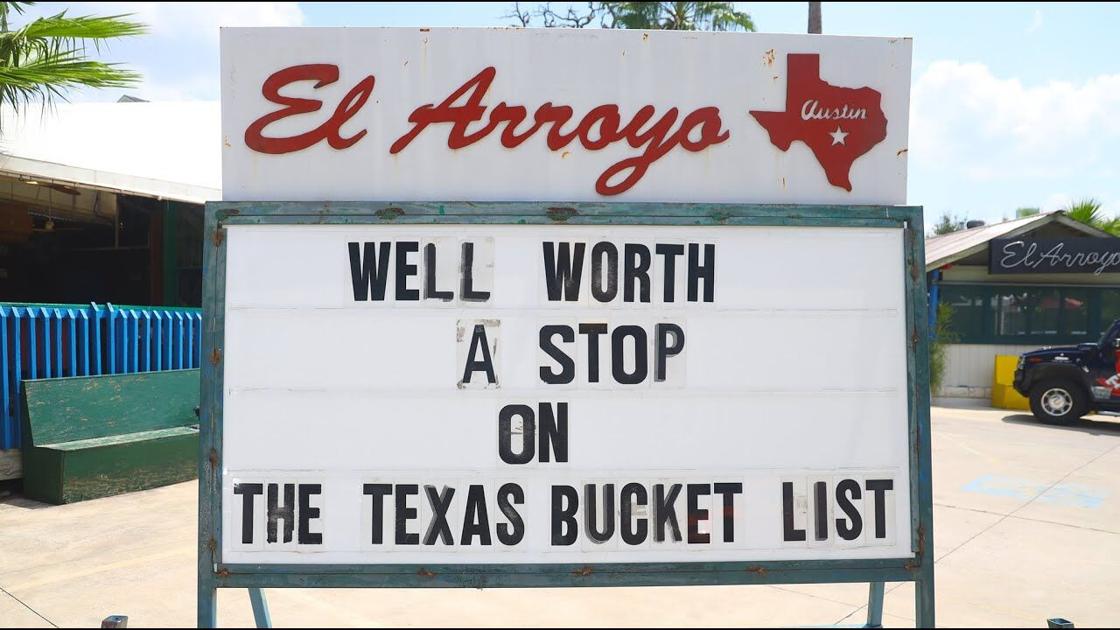 El Arroyo
Austin
WELL WORTH
A STOP
ON
THE TEXAS BUCKET LIST
El Arroyo